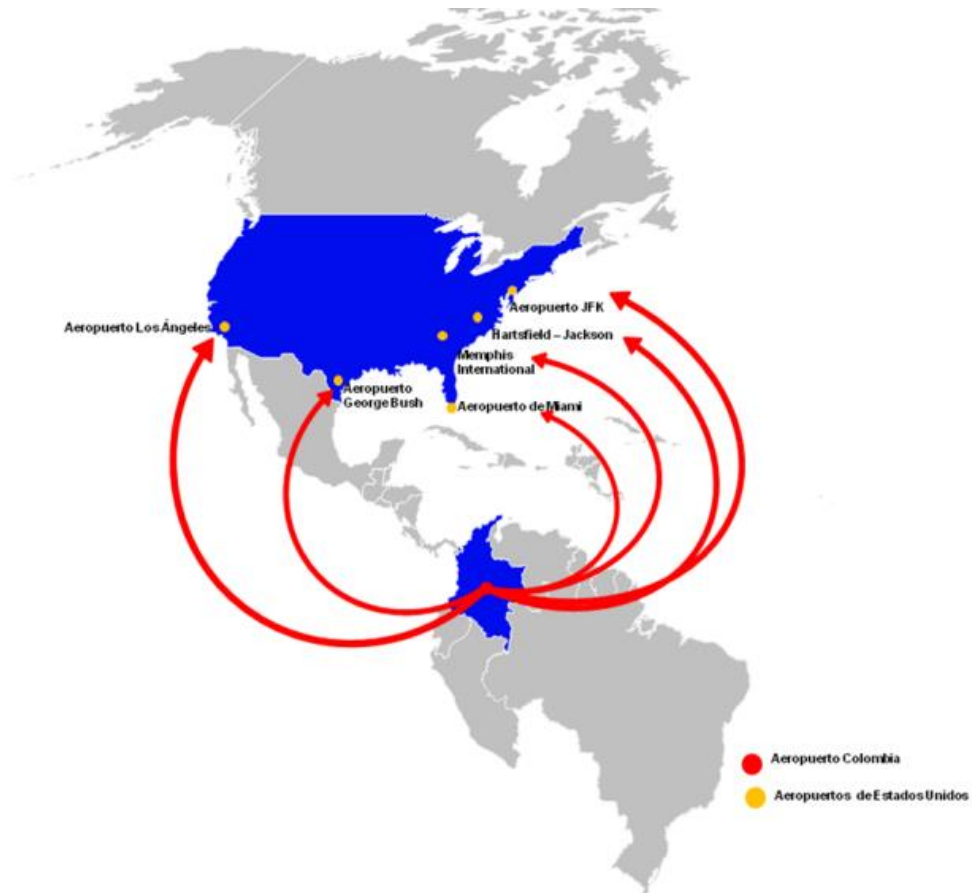 Aeropuerto JFK
Aeropuerto Los Ángeles
Hartsfield – Jackson
Memphis
International
Aeropuerto
George Bush
Aeropuerto de Miami
Aeropuerto Colombia
Aeropuertos de Estados Unidos